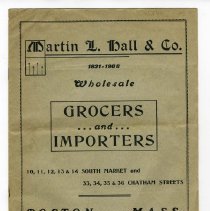 Martin L. Hall & Co.
1821-1906
Wholesale
GROCERS
...and...
IMPORTERS
10, 11, 12, 13 & 14 SOUTH MARKET and
33, 34, 35 & 36 CHATHAM STREETS
BOSTON MASS